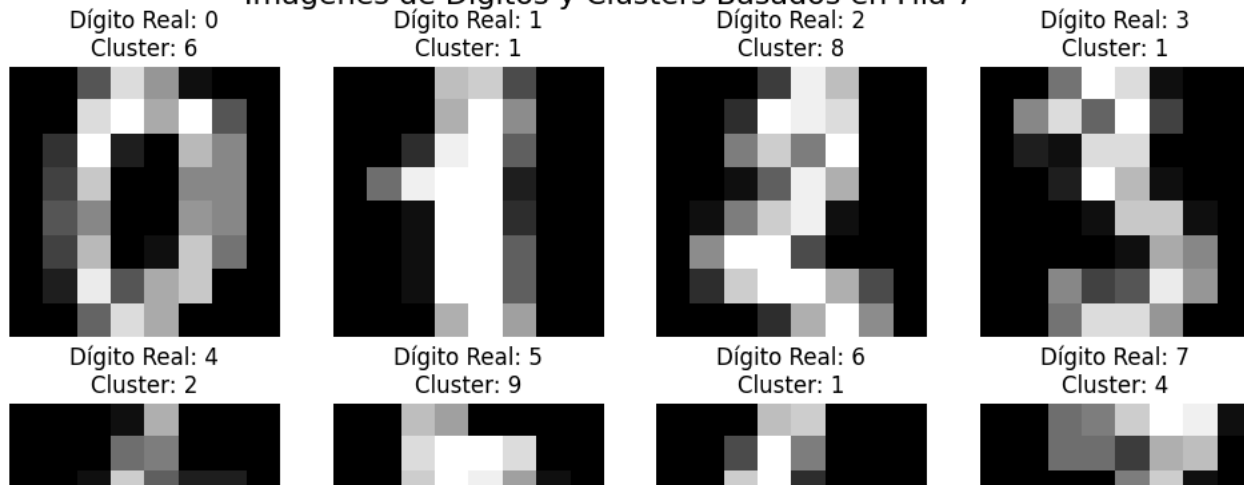 Imágenes de Dígitos y Clusters Basados en Fila 7
Dígito Real: 0
Cluster: 6
Dígito Real: 1
Cluster: 1
Dígito Real: 2
Cluster: 8
Dígito Real: 3
Cluster: 1
Dígito Real: 4
Cluster: 2
Dígito Real: 5
Cluster: 9
Dígito Real: 6
Cluster: 1
Dígito Real: 7
Cluster: 4